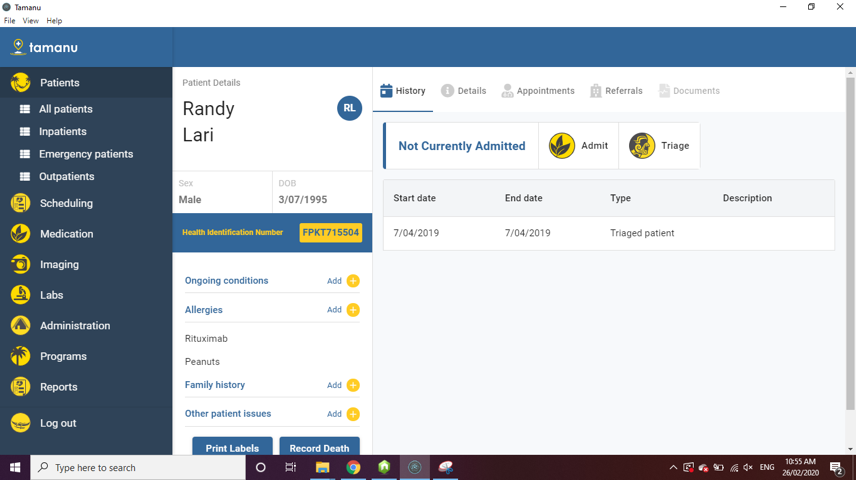 Tamanu
File View Help
tamanu
Patients
All patients
Inpatients
Emergency patients
Outpatients
Scheduling
Medication
Imaging
Labs
Administration
Programs
Reports
Log out
Patient Details
Randy
Lari
RL
Sex
Male
DOB
3/07/1995
Health Identification Number FPKT715504
Ongoing conditions Add
Allergies Add
Rituximab
Peanuts
Family history Add
Other patient issues Add
Print Labels Record Death
History Details Appointments Referrals Documents
Not Currently Admitted Admit Triage
Start date End date Type Description
7/04/2019 7/04/2019 Triaged patient
Type here to search
ENG
10:55 AM
26/02/2020
2